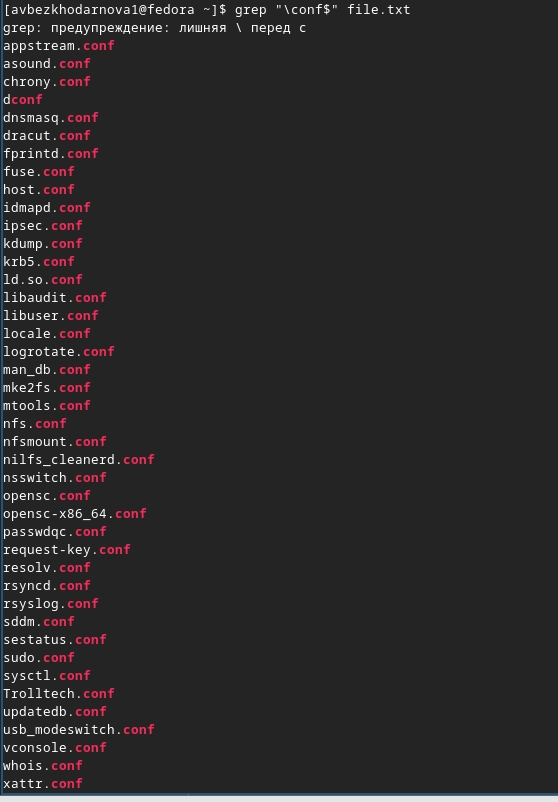 [avbezkhodarnova1@fedora ~]$ grep "\conf$" file.txt
grep: предупреждение: лишняя \ перед c
appstream.conf
asound.conf
chrony.conf
dconf
dnsmasq.conf
dracut.conf
fprintd.conf
fuse.conf
host.conf
idmapd.conf
ipsec.conf
kdump.conf
krb5.conf
ld.so.conf
libaudit.conf
libuser.conf
locale.conf
logrotate.conf
man_db.conf
mke2fs.conf
mtools.conf
nfs.conf
nfsmount.conf
nilfs_cleanerd.conf
nsswitch.conf
opensc.conf
opensc-x86_64.conf
passwdqc.conf
request-key.conf
resolv.conf
rsyncd.conf
rsyslog.conf
sddm.conf
sestatus.conf
sudo.conf
sysctl.conf
Trolltech.conf
updatedb.conf
usb_modeswitch.conf
vconsole.conf
whois.conf
xattr.conf